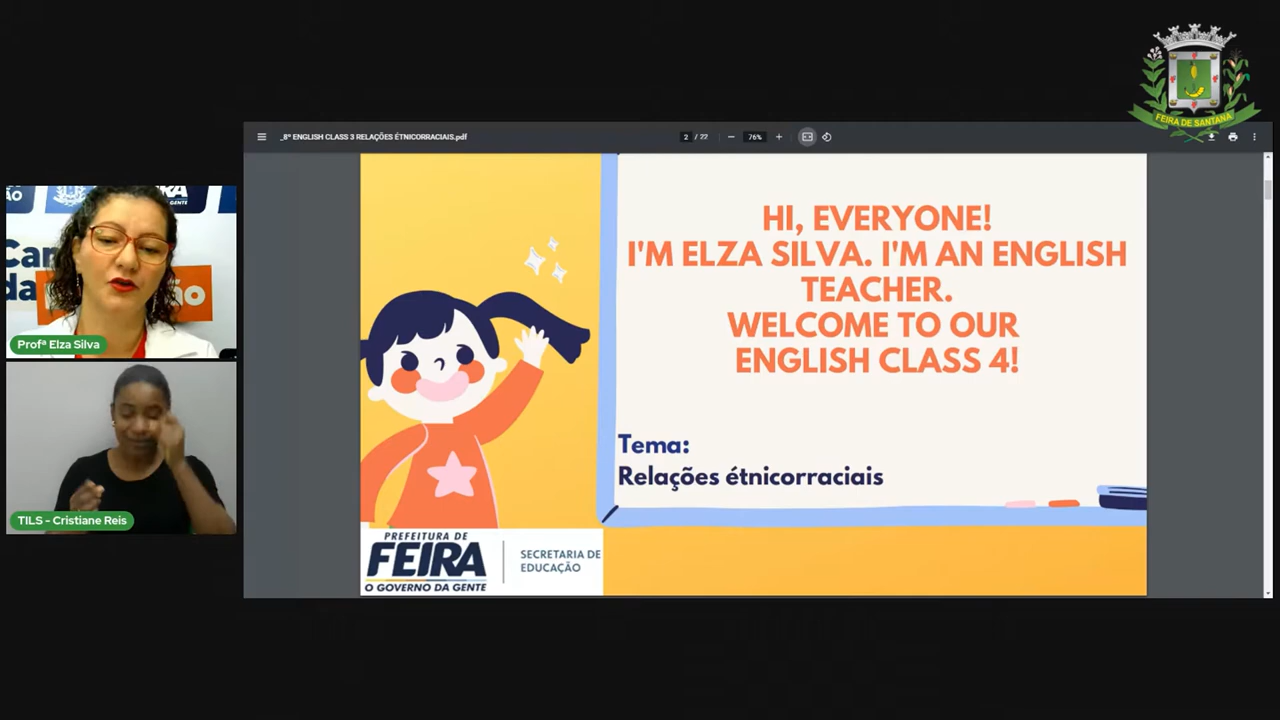 FEIRA DE SANTANA
_8º ENGLISH CLASS 3 RELAÇÕES ÉTNICORRACIAIS.pdf
2 / 22
76%
HI, EVERYONE!
I'M ELZA SILVA. I'M AN ENGLISH
TEACHER.
WELCOME TO OUR
ENGLISH CLASS 4!
Tema:
Relações étnicorraciais
PREFEITURA DE
FEIRA
O GOVERNO DA GENTE
SECRETARIA DE
EDUCAÇÃO
Profª Elza Silva
TILS - Cristiane Reis